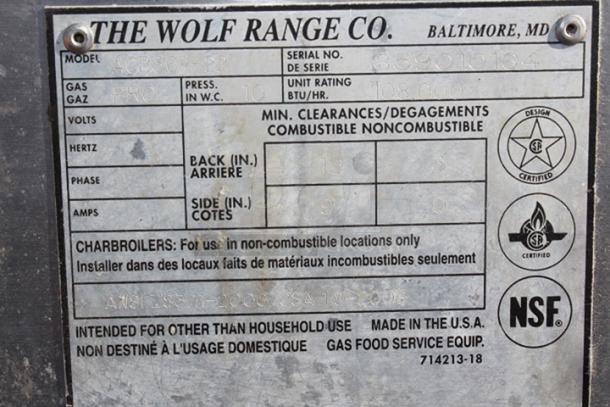 THE WOLF RANGE CO. BALTIMORE, MD
MODEL SERIAL NO.
DE SERIE
GAS PRO PRESS. 10 UNIT RATING 108,000
GAZ IN W.C. BTU/HR.
VOLTS MIN. CLEARANCES/DEGAGEMENTS
COMBUSTIBLE NONCOMBUSTIBLE
DESIGN
CERTIFIED
HERTZ
BACK (IN.)
ARRIERE
PHASE
SIDE (IN.)
COTES
AMPS
CERTIFIED
CHARBROILERS: For use in non-combustible locations only
Installer dans des locaux faits de matériaux incombustibles seulement
NSF®
INTENDED FOR OTHER THAN HOUSEHOLD USE MADE IN THE U.S.A.
NON DESTINÉ À L'USAGE DOMESTIQUE GAS FOOD SERVICE EQUIP.
714213-18